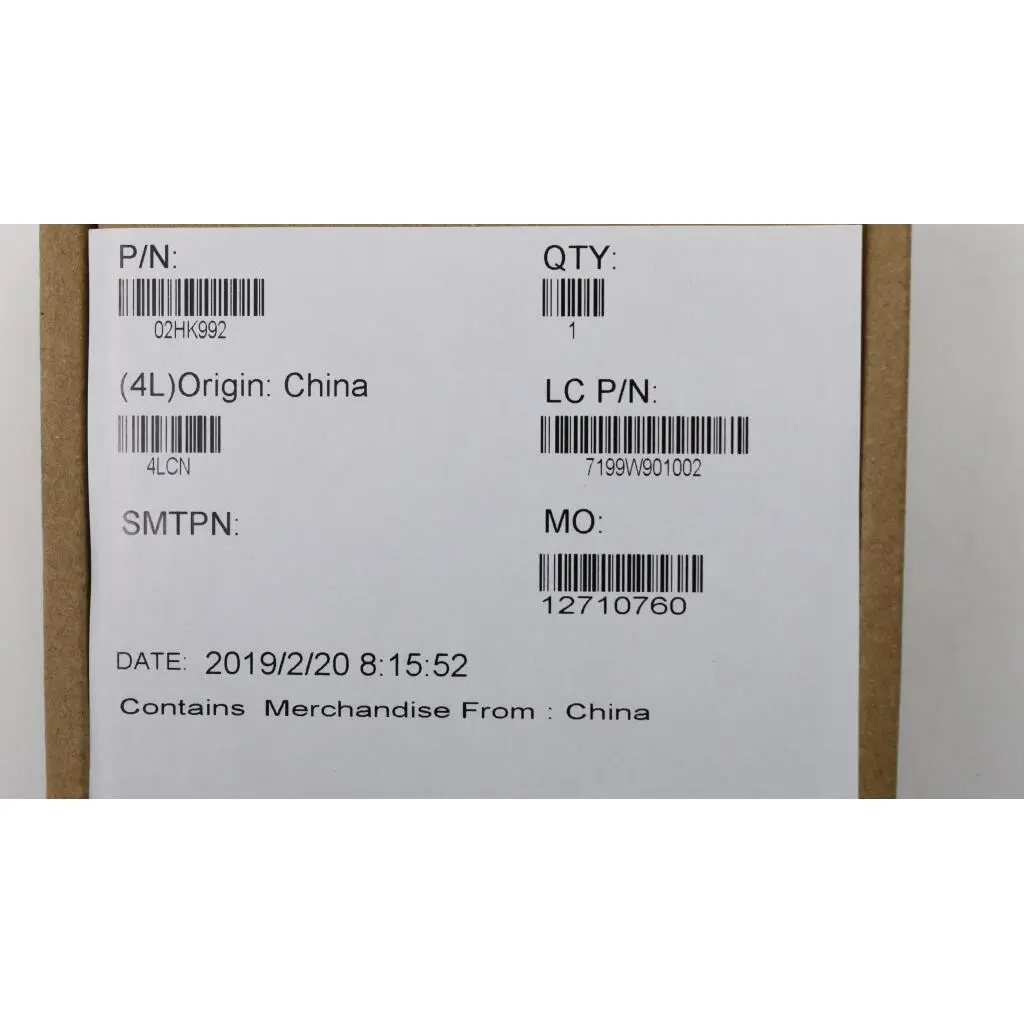 P/N:
02HK992
QTY:
1
(4L)Origin: China
4LCN
LC P/N:
7199W901002
SMTPN:
MO:
12710760
DATE: 2019/2/20 8:15:52
Contains Merchandise From : China